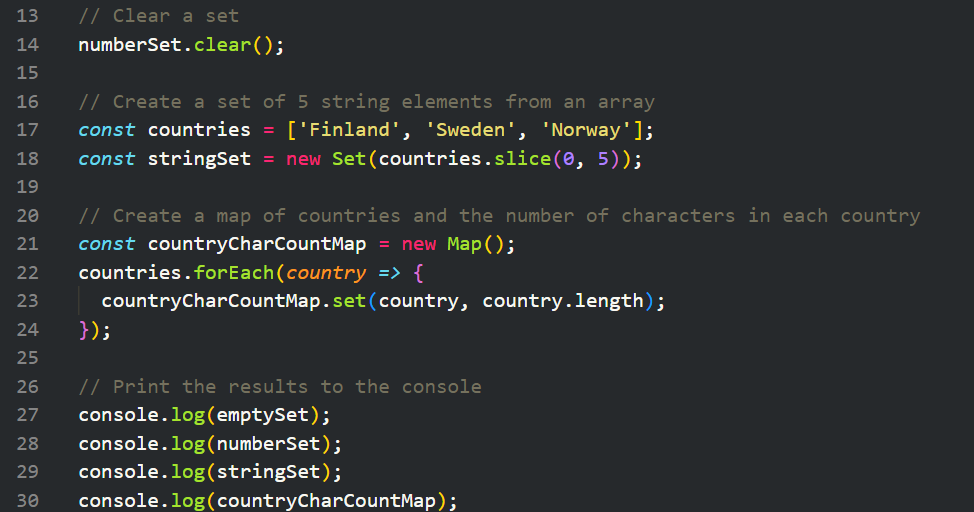 13 // Clear a set
14 numberSet.clear();
15
16 // Create a set of 5 string elements from an array
17 const countries = ['Finland', 'Sweden', 'Norway'];
18 const stringSet = new Set(countries.slice(0, 5));
19
20 // Create a map of countries and the number of characters in each country
21 const countryCharCountMap = new Map();
22 countries.forEach(country => {
23   countryCharCountMap.set(country, country.length);
24 });
25
26 // Print the results to the console
27 console.log(emptySet);
28 console.log(numberSet);
29 console.log(stringSet);
30 console.log(countryCharCountMap);